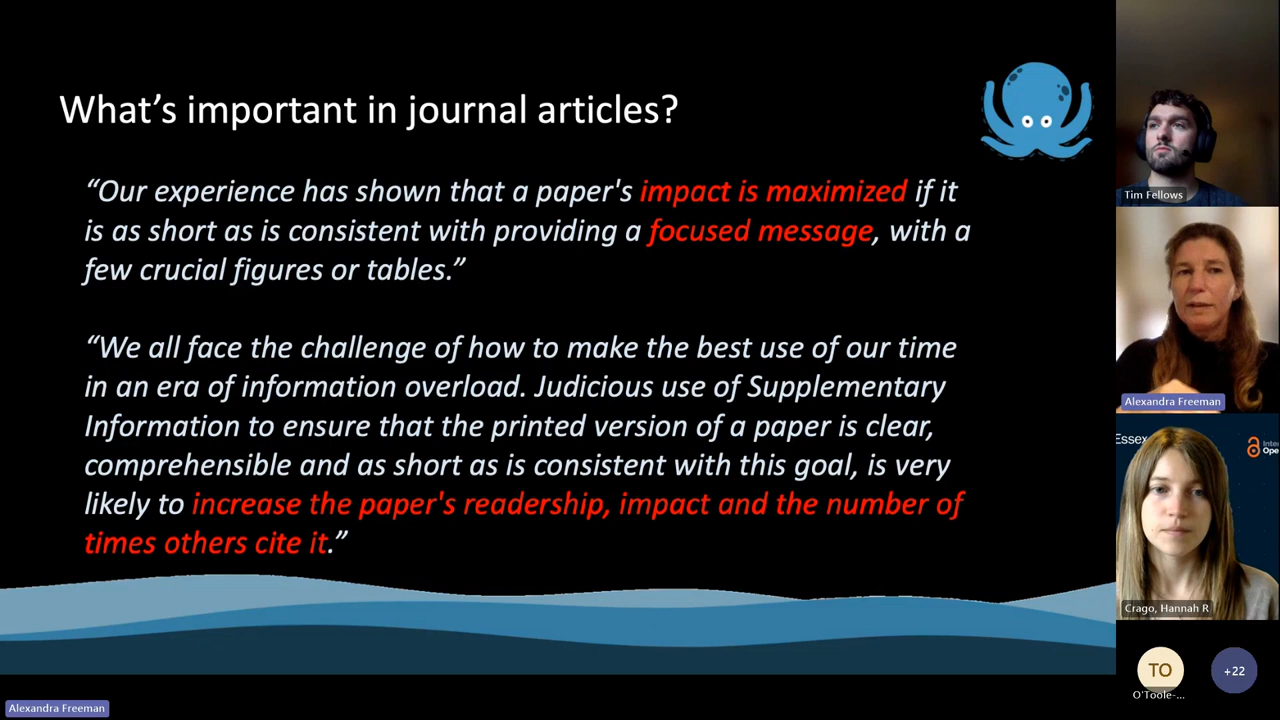 What's important in journal articles?
“Our experience has shown that a paper's impact is maximized if it
is as short as is consistent with providing a focused message, with a
few crucial figures or tables.”
“We all face the challenge of how to make the best use of our time
in an era of information overload. Judicious use of Supplementary
Information to ensure that the printed version of a paper is clear,
comprehensible and as short as is consistent with this goal, is very
likely to increase the paper's readership, impact and the number of
times others cite it.”
Alexandra Freeman
Tim Fellows
Alexandra Freeman
Essex
Inte
Ope
Crago, Hannah R
TO
+22
O'Toole-...